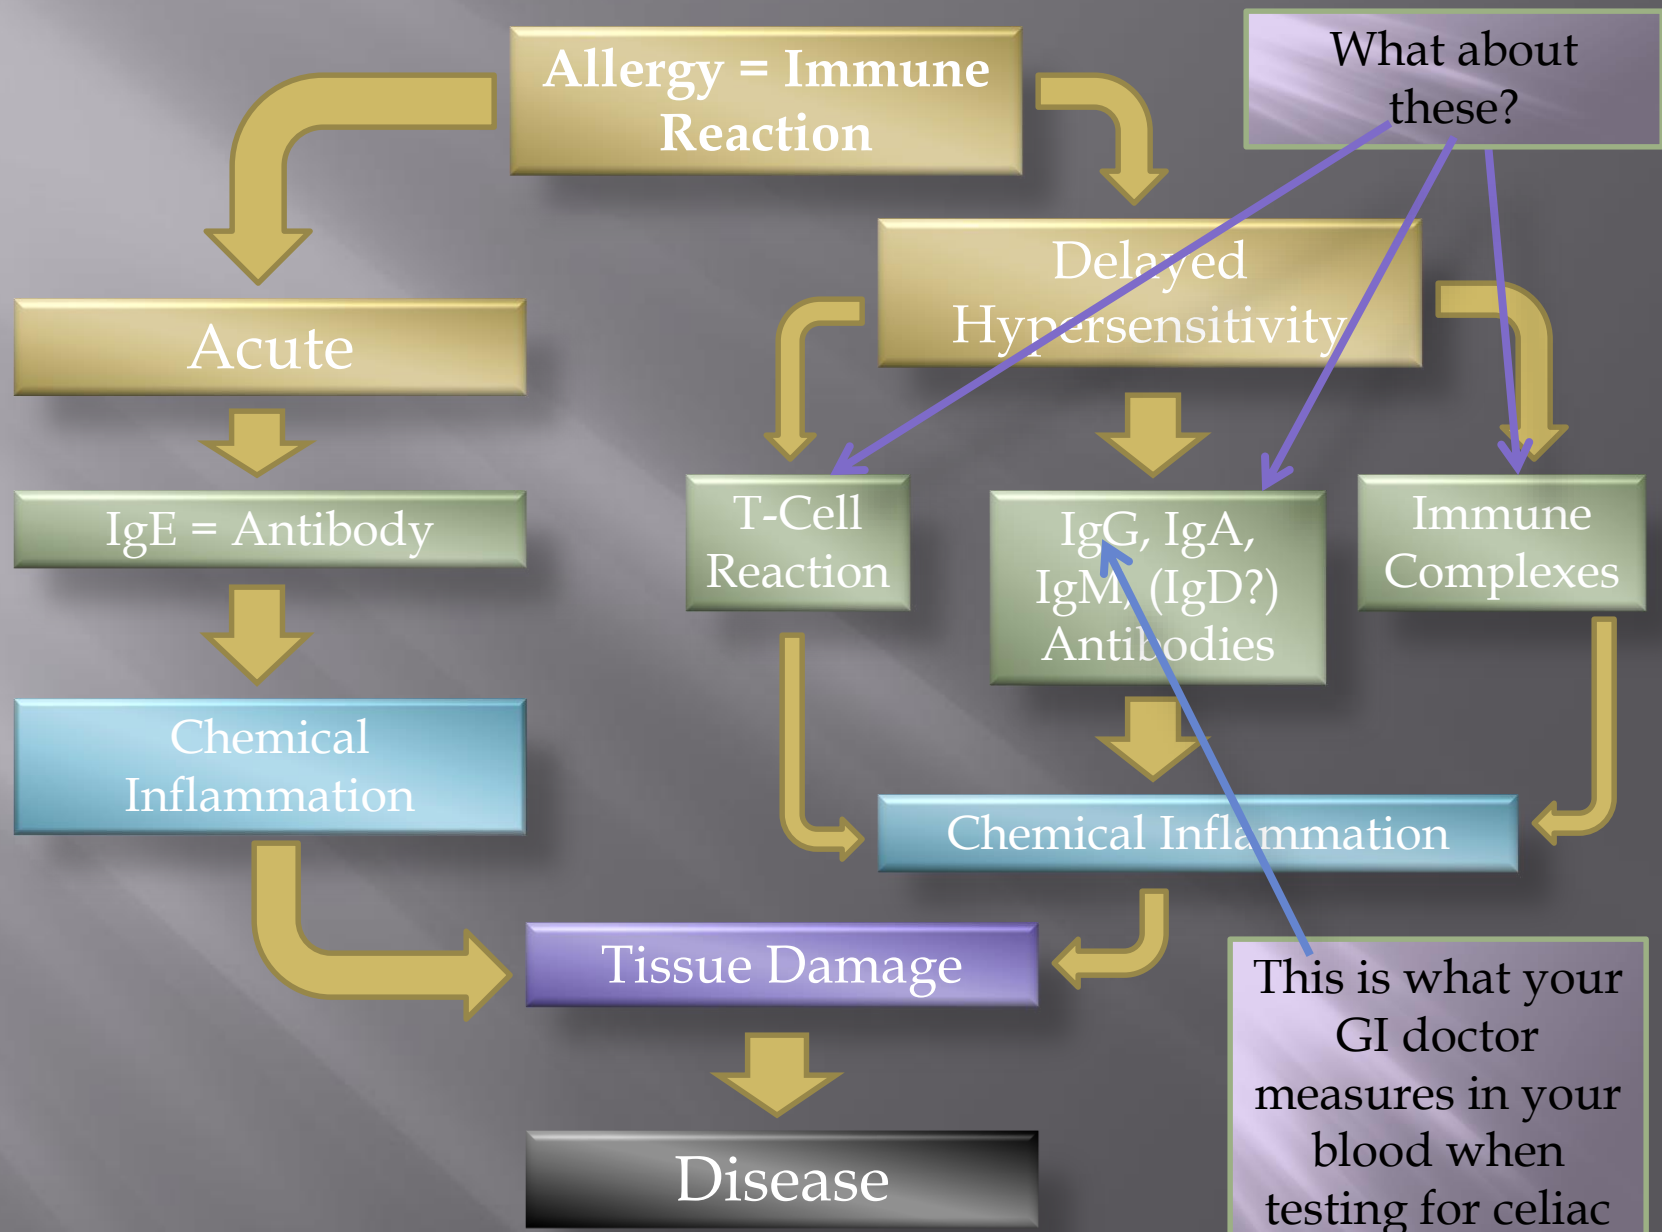 Allergy = Immune
Reaction
What about
these?
Delayed
Hypersensitivity
Acute
IgE = Antibody
T-Cell
Reaction
IgG, IgA,
IgM, (IgD?)
Antibodies
Immune
Complexes
Chemical
Inflammation
Chemical Inflammation
Tissue Damage
Disease
This is what your
GI doctor
measures in your
blood when
testing for celiac